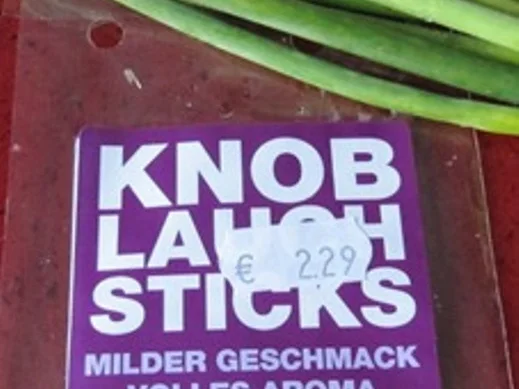 KNOB
LAUCH
€ 2.29
STICKS
MILDER GESCHMACK
VOLLES AROMA